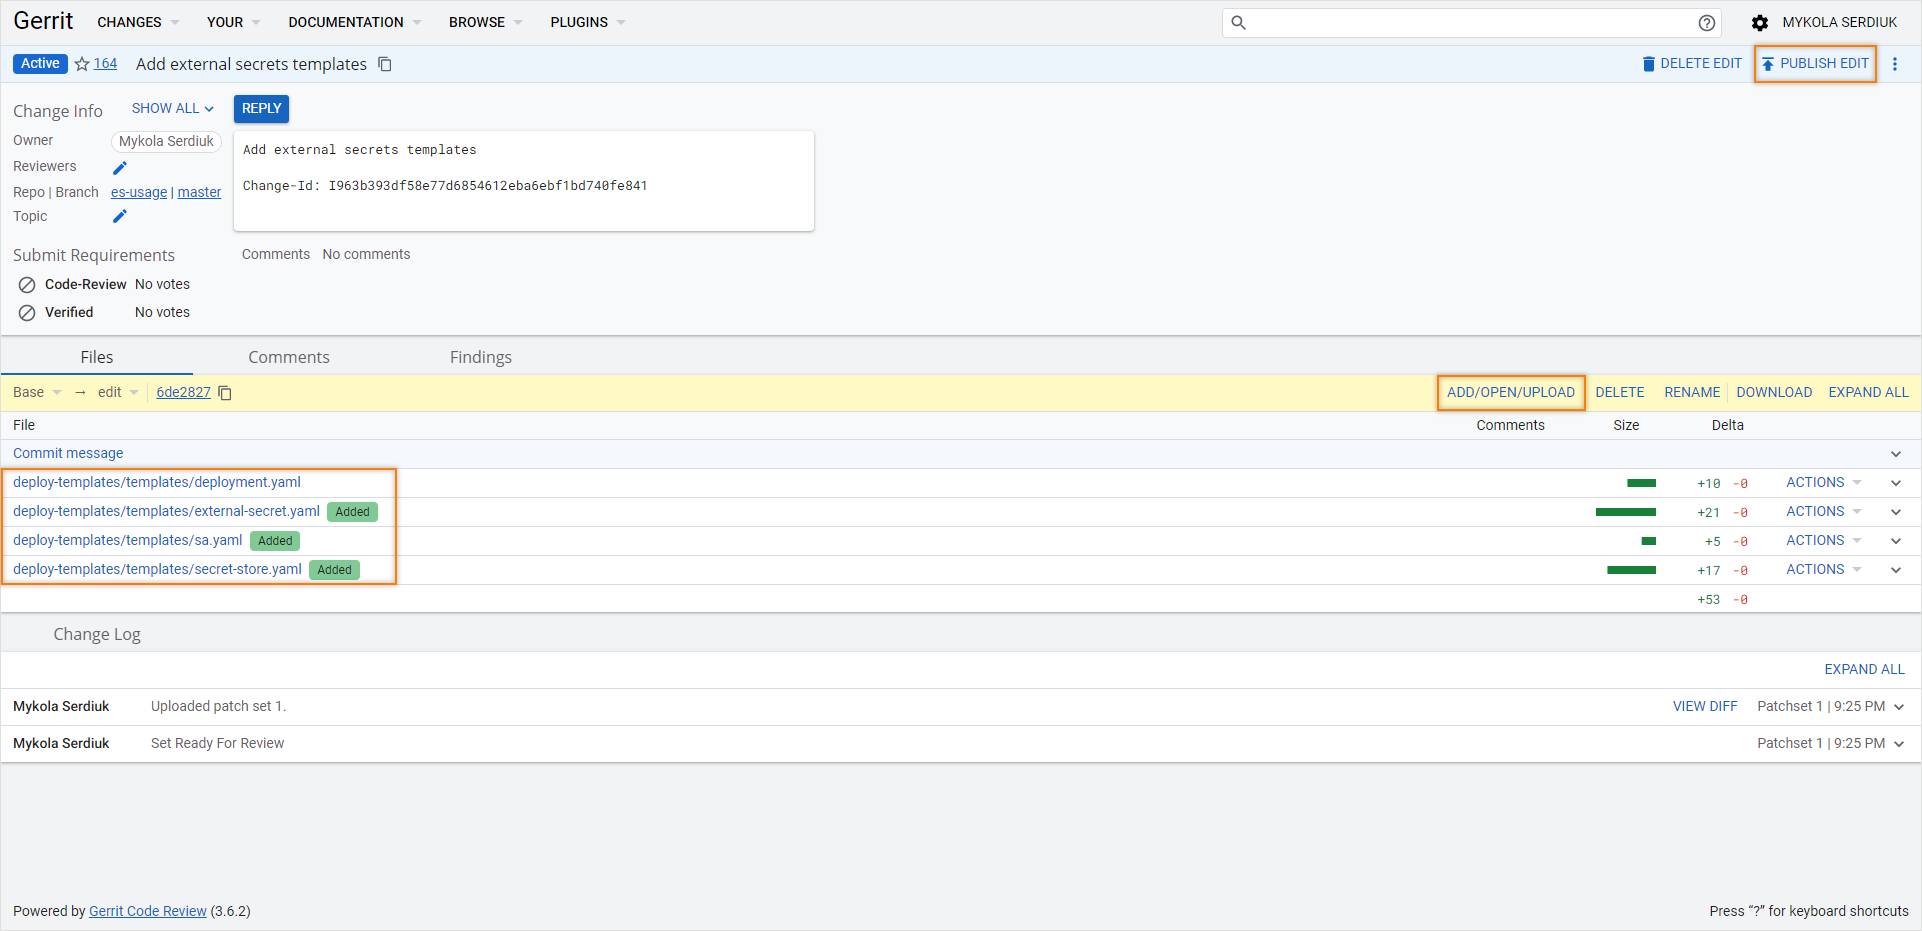 Gerrit CHANGES YOUR DOCUMENTATION BROWSE PLUGINS MYKOLA SERDIUK
Active 164 Add external secrets templates DELETE EDIT PUBLISH EDIT
Change Info SHOW ALL REPLY
Owner Mykola Serdiuk
Reviewers
Repo | Branch es-usage | master
Topic
Add external secrets templates
Change-Id: I963b393df58e77d6854612eba6ebf1bd740fe841
Submit Requirements
Code-Review No votes
Verified No votes
Comments No comments
Files Comments Findings
Base → edit 6de2827 ADD/OPEN/UPLOAD DELETE RENAME DOWNLOAD EXPAND ALL
File Comments Size Delta
Commit message
deploy-templates/templates/deployment.yaml +10 -0 ACTIONS
deploy-templates/templates/external-secret.yaml Added +21 -0 ACTIONS
deploy-templates/templates/sa.yaml Added +5 -0 ACTIONS
deploy-templates/templates/secret-store.yaml Added +17 -0 ACTIONS
+53 -0
Change Log
EXPAND ALL
Mykola Serdiuk Uploaded patch set 1. VIEW DIFF Patchset 1 | 9:25 PM
Mykola Serdiuk Set Ready For Review Patchset 1 | 9:25 PM
Powered by Gerrit Code Review (3.6.2) Press “?” for keyboard shortcuts